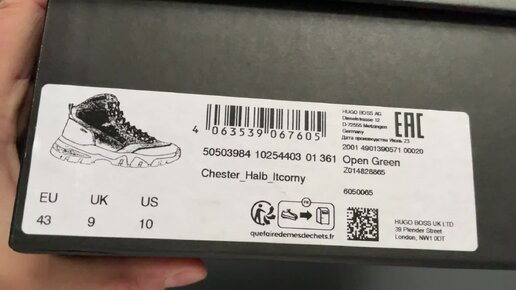 EU UK US
43 9 10
4 063539 067605
50503984 10254403 01 361 Open Green
Chester_Halb_Itcorny
FR
quefairedemesdechets.fr
HUGO BOSS AG
Dieselstrasse 12
D-72555 Metzingen
Germany
Дата производства Июнь 23
2001 4901390571 00020
Z014828865
6050065
EAC
HUGO BOSS UK LTD
39 Plender Street
London, NW1 0DT